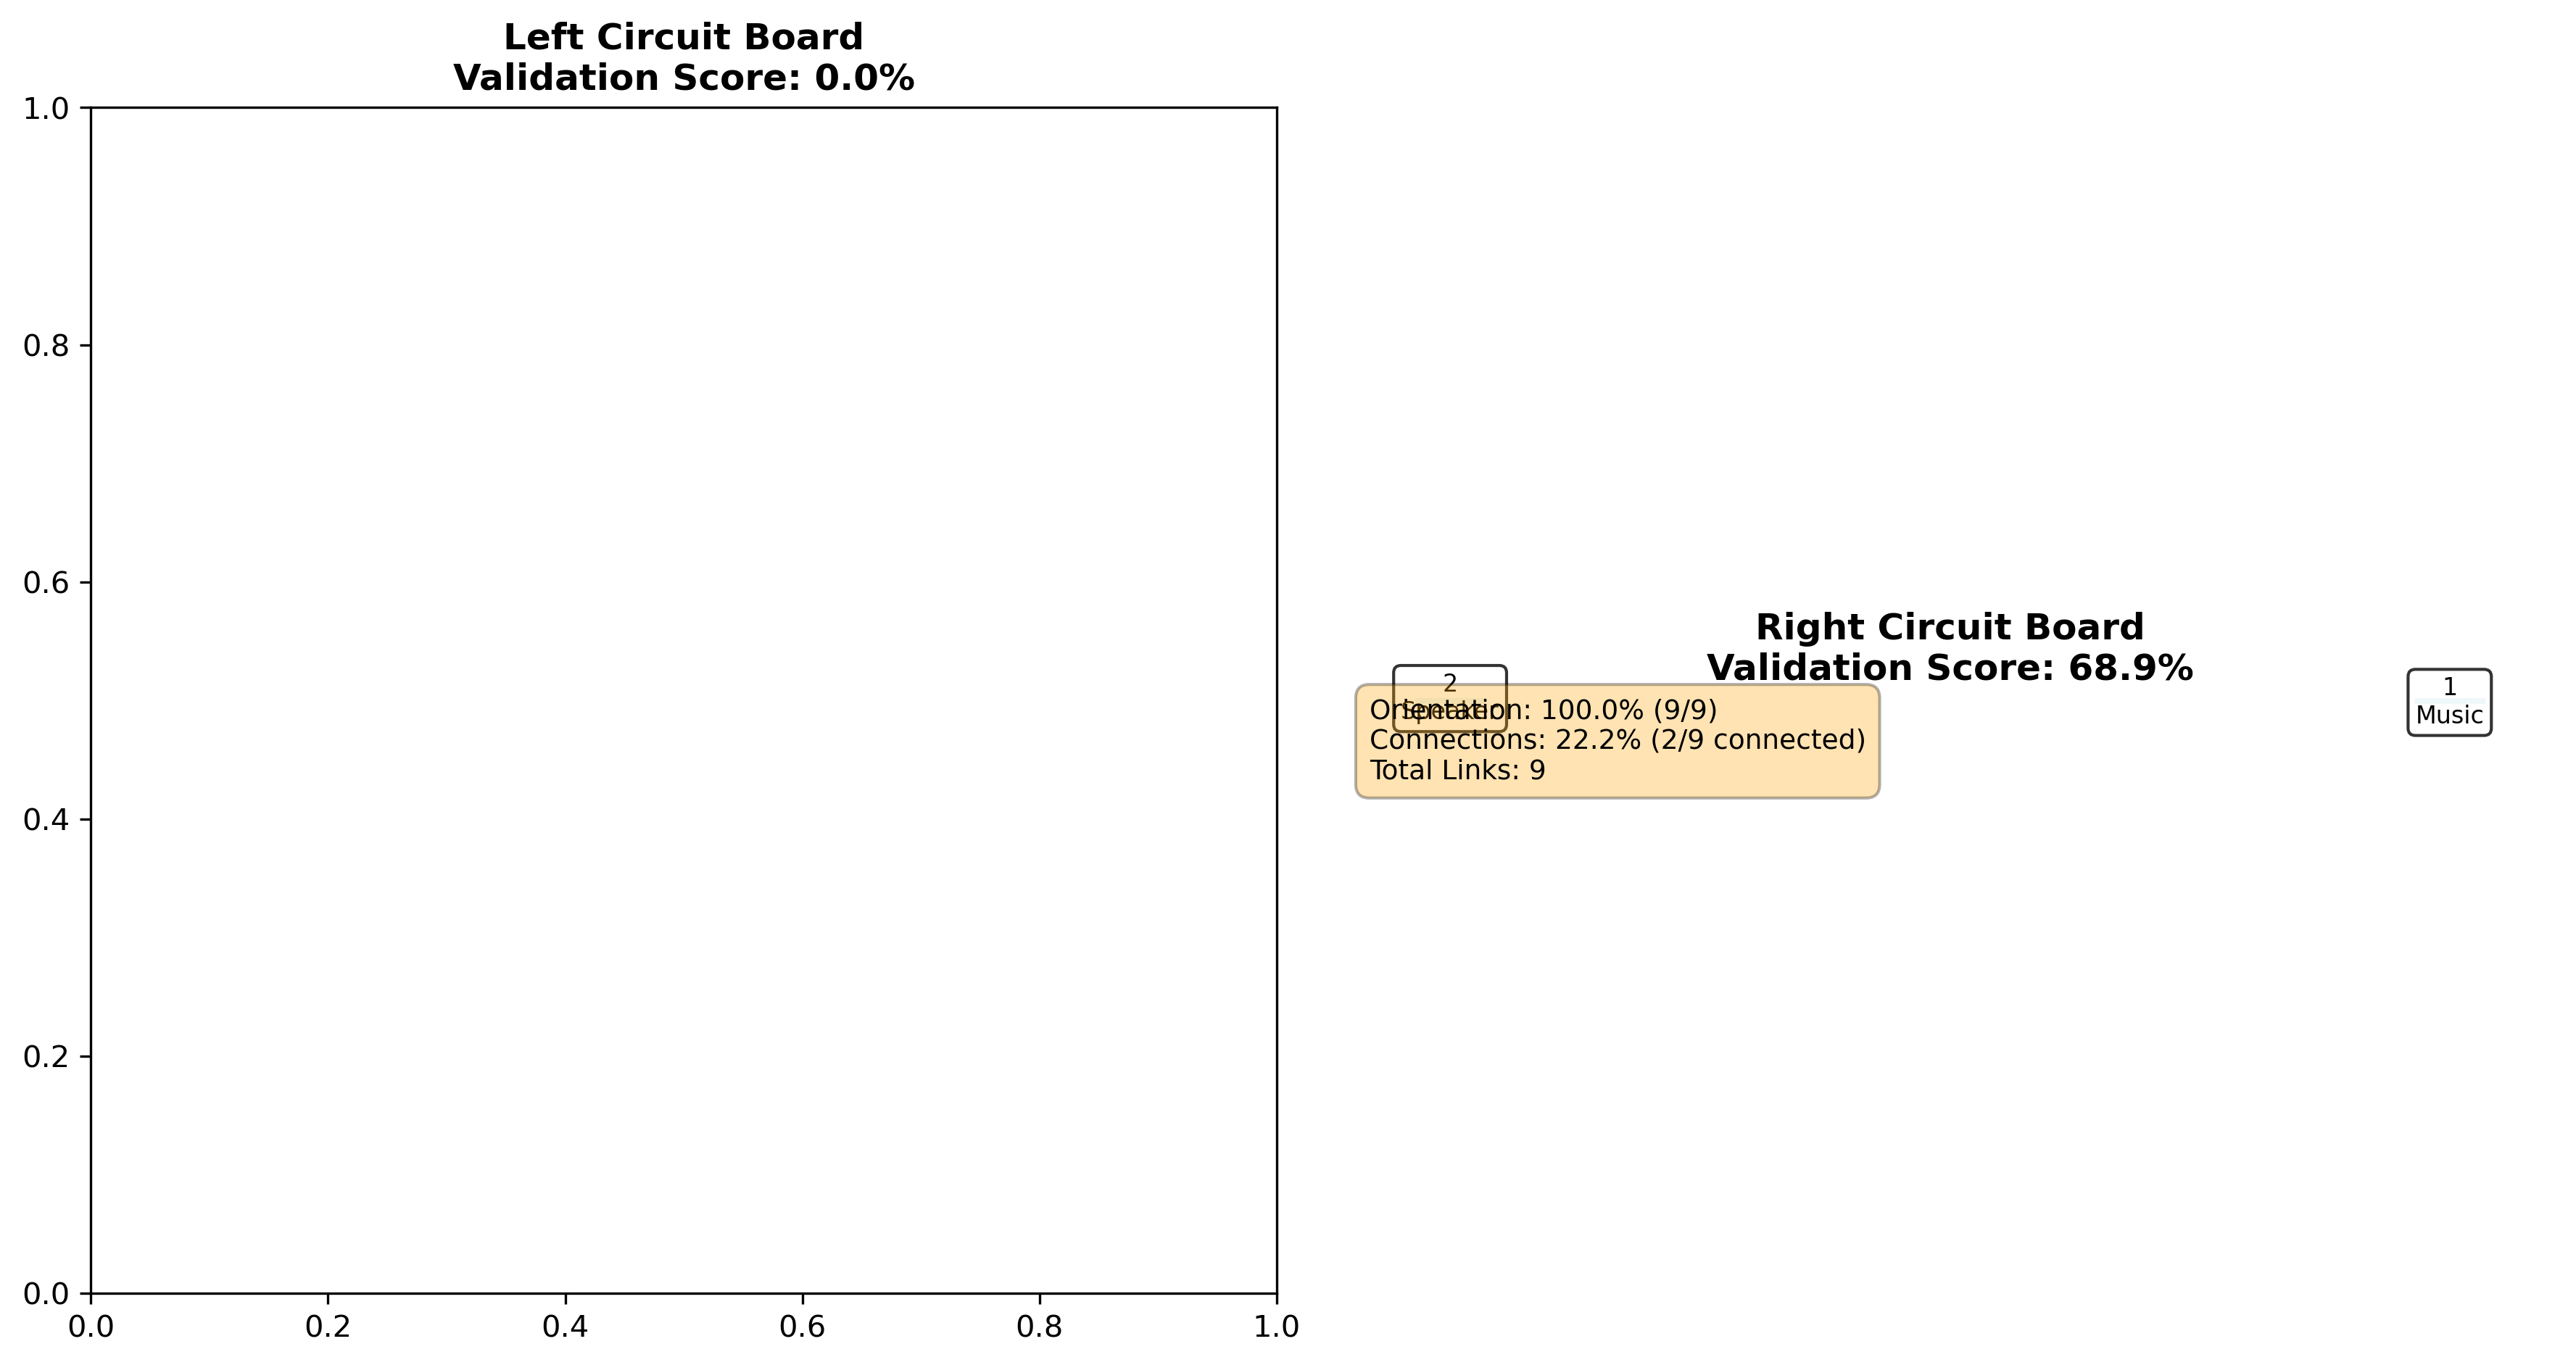 Left Circuit Board
Validation Score: 0.0%
1.0
0.8
0.6
0.4
0.2
0.0
0.0 0.2 0.4 0.6 0.8 1.0
Right Circuit Board
Validation Score: 68.9%
2
Speaker
Orientation: 100.0% (9/9)
Connections: 22.2% (2/9 connected)
Total Links: 9
1
Music